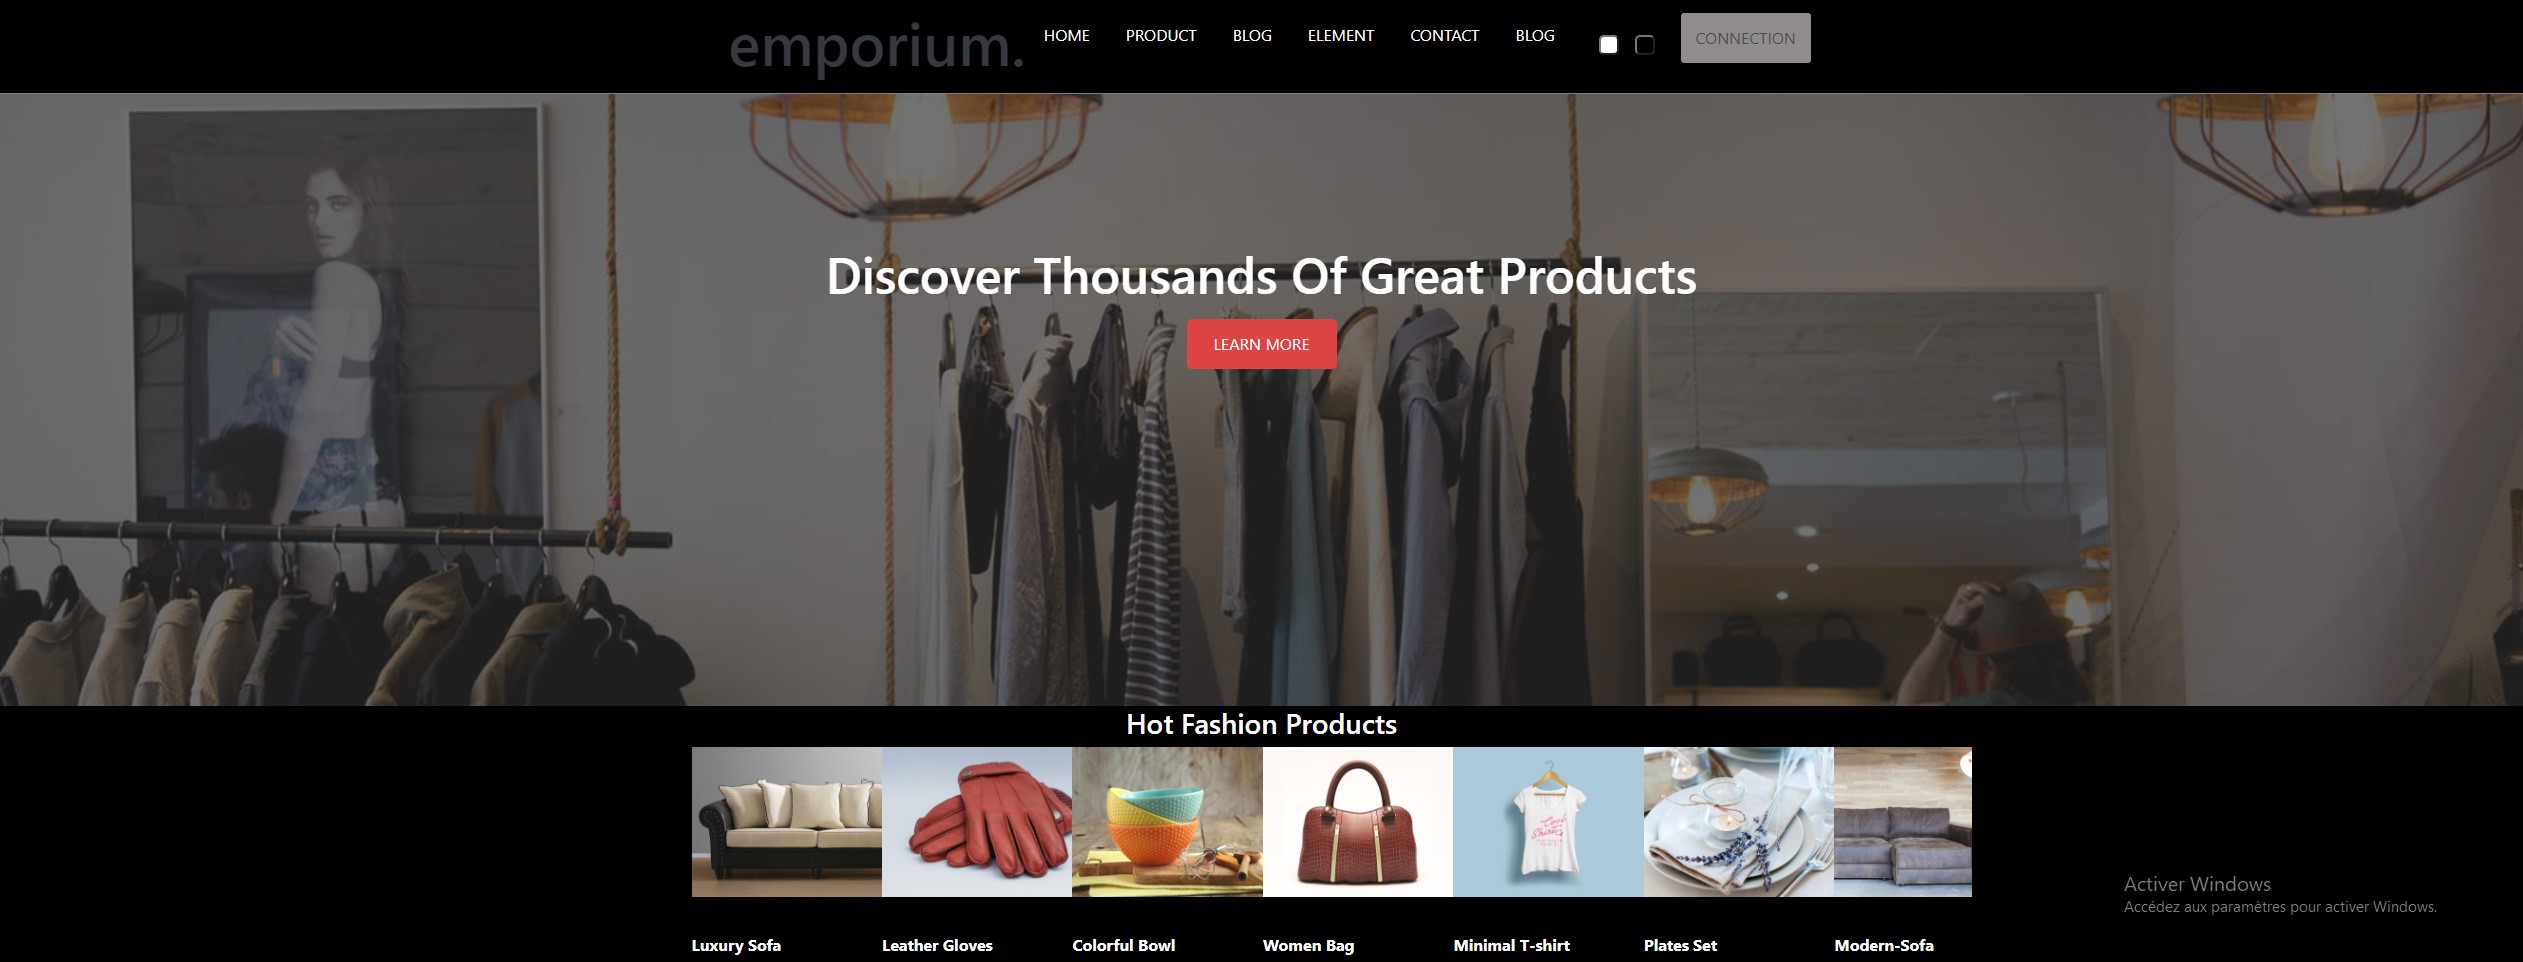 emporium. HOME PRODUCT BLOG ELEMENT CONTACT BLOG CONNECTION
Discover Thousands Of Great Products
LEARN MORE
Hot Fashion Products
Luxury Sofa Leather Gloves Colorful Bowl Women Bag Minimal T-shirt Plates Set Modern-Sofa
Activer Windows
Accédez aux paramètres pour activer Windows.